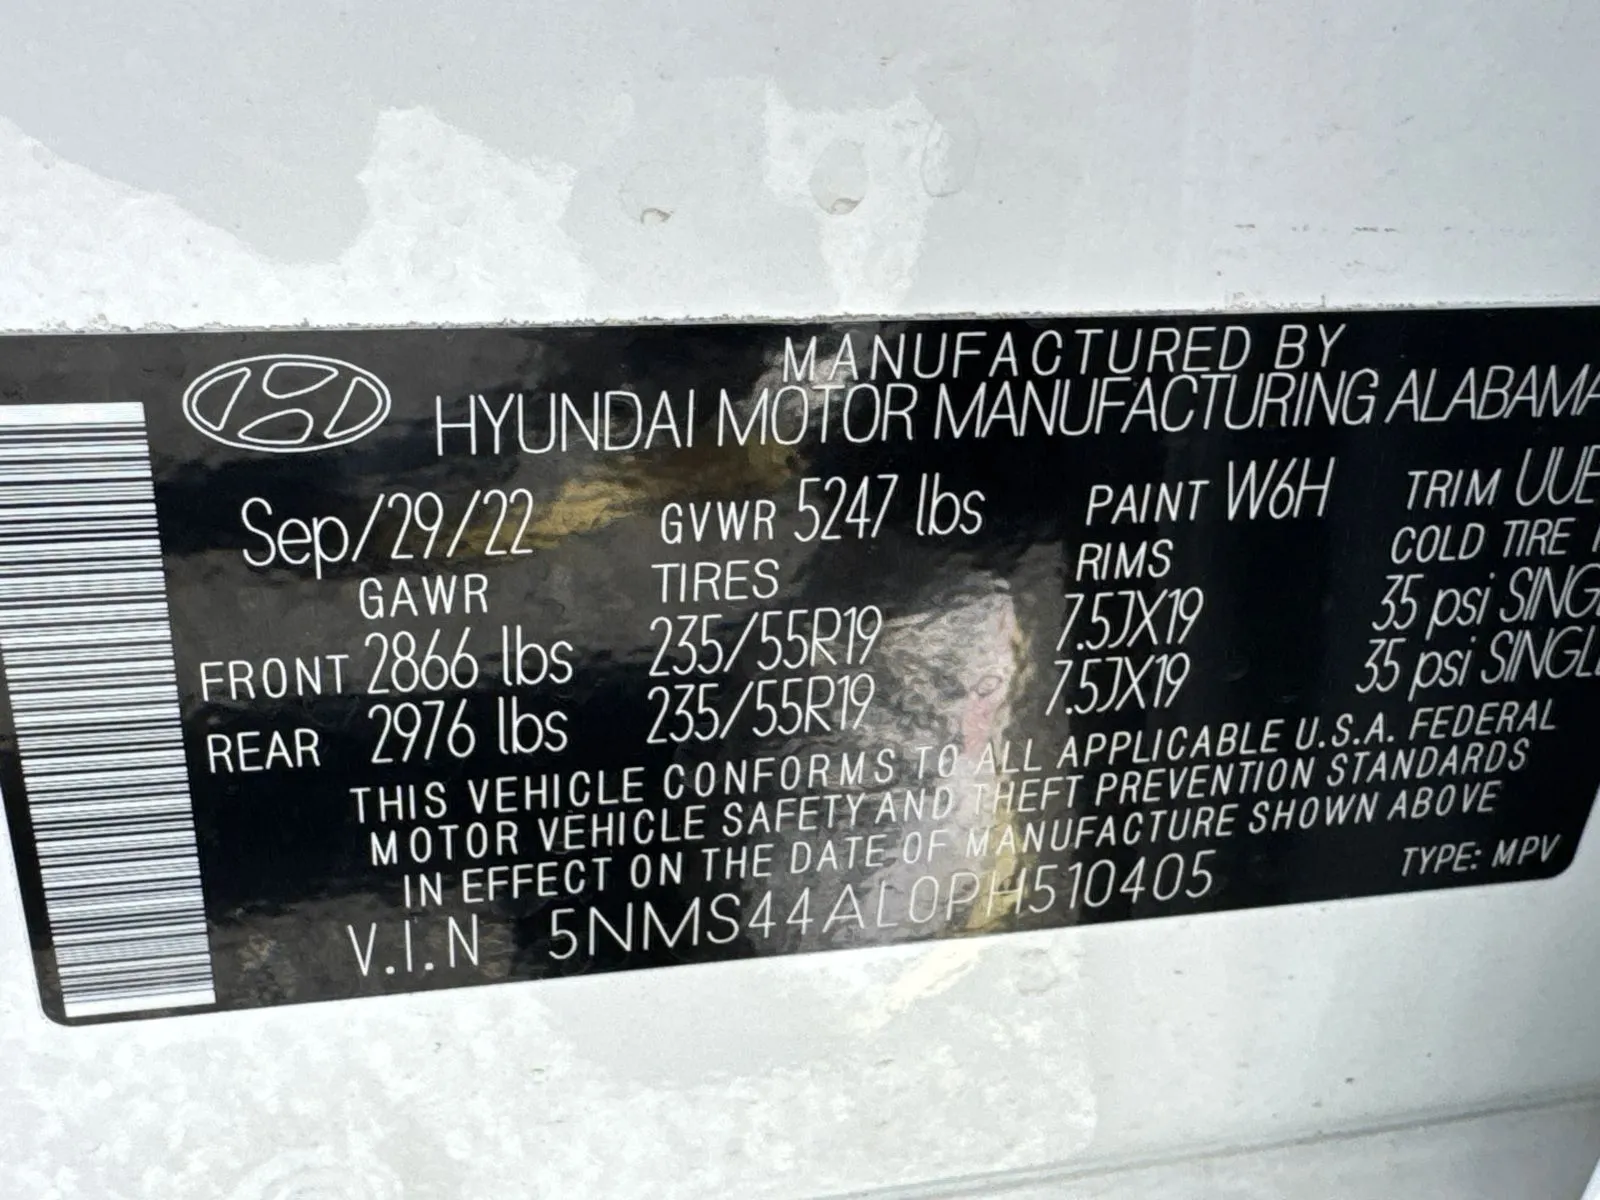 MANUFACTURED BY
HYUNDAI MOTOR MANUFACTURING ALABAMA
Sep/29/22 GVWR 5247 lbs PAINT W6H TRIM UUE
GAWR TIRES RIMS COLD TIRE
FRONT 2866 lbs 235/55R19 7.5JX19 35 psi SINGL
REAR 2976 lbs 235/55R19 7.5JX19 35 psi SINGLE
THIS VEHICLE CONFORMS TO ALL APPLICABLE U.S.A. FEDERAL
MOTOR VEHICLE SAFETY AND THEFT PREVENTION STANDARDS
IN EFFECT ON THE DATE OF MANUFACTURE SHOWN ABOVE
V.I.N 5NMS44AL0PH510405 TYPE: MPV